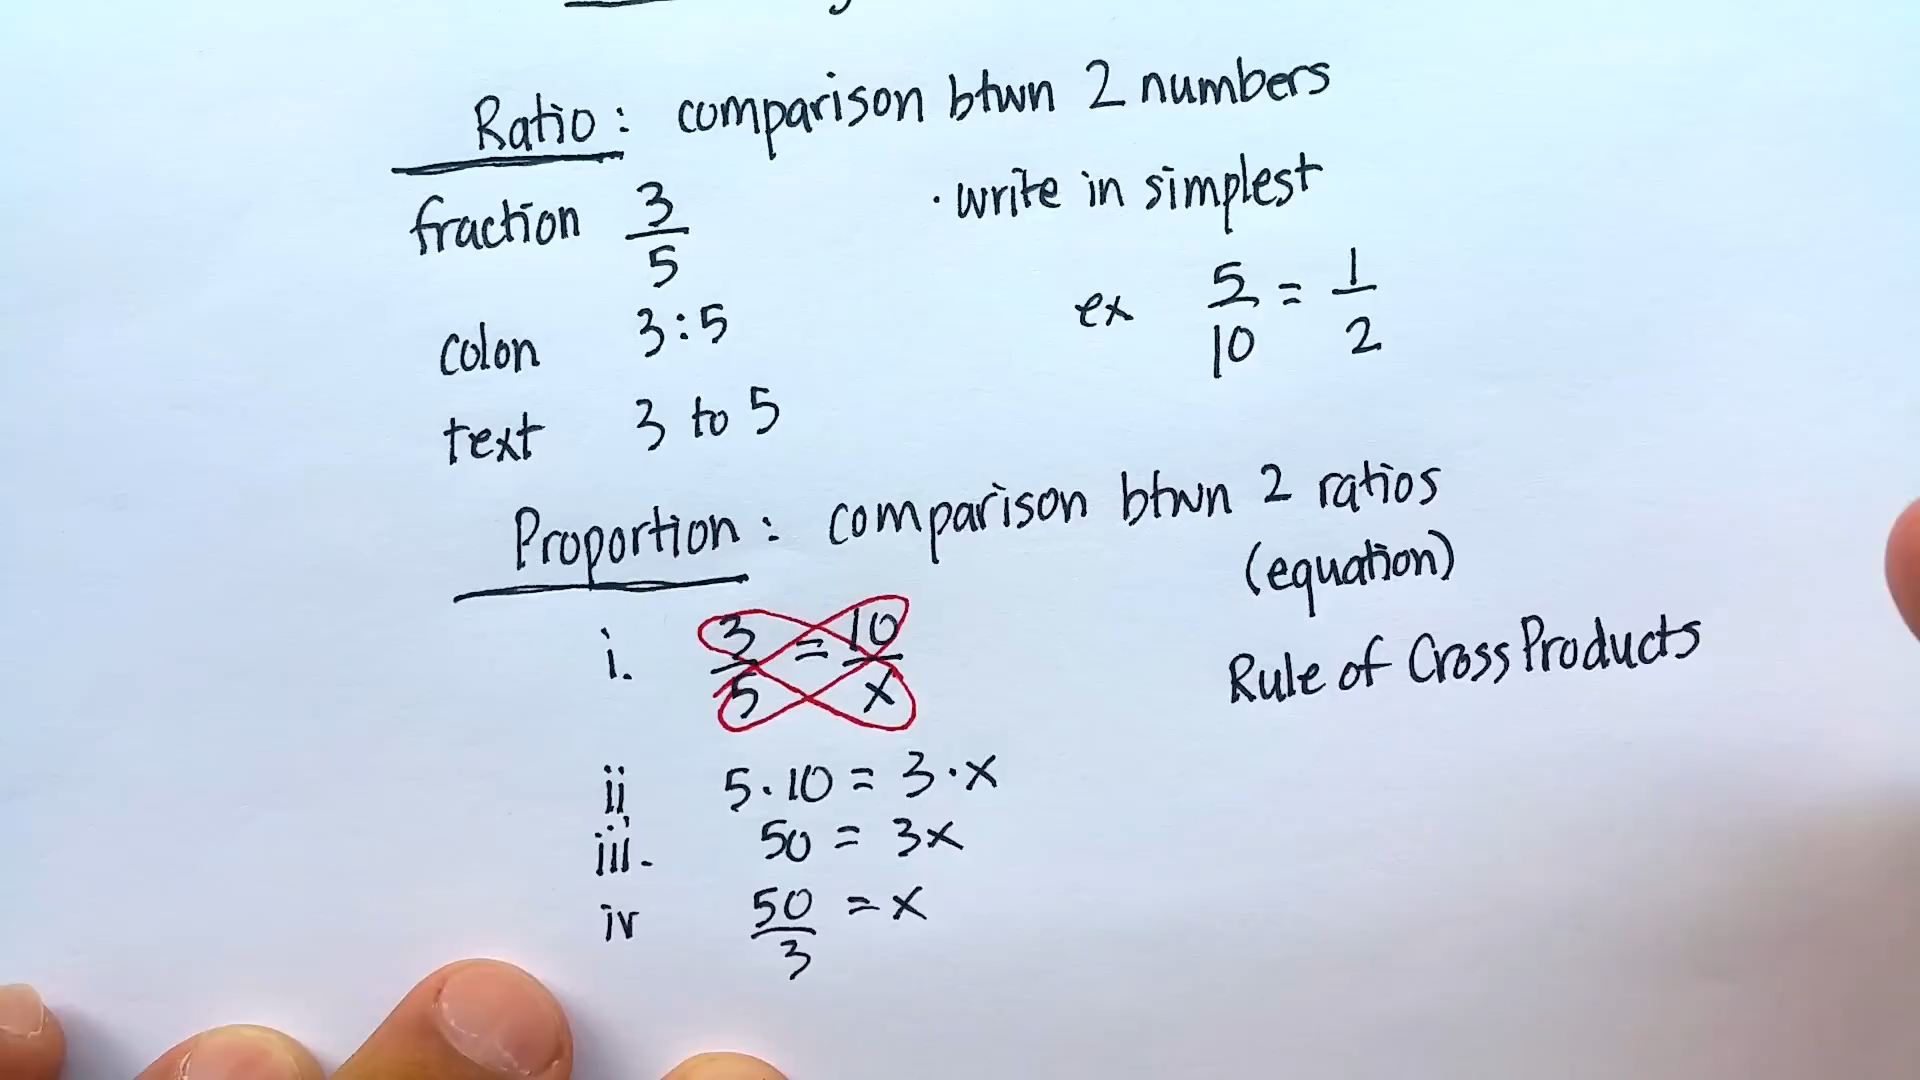 Ratio: comparison btwn 2 numbers
fraction 3/5
· write in simplest
colon 3:5
ex 5/10 = 1/2
text 3 to 5
Proportion: comparison btwn 2 ratios
(equation)
i. 3/5 = 10/x
Rule of Cross Products
ii 5·10 = 3·x
iii. 50 = 3x
iv 50/3 = x